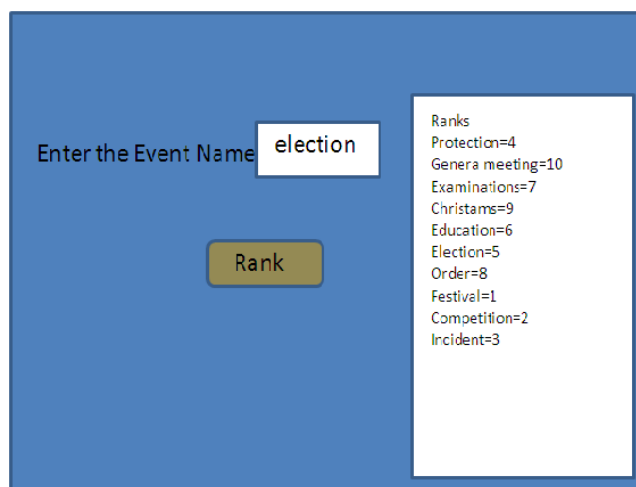 Enter the Event Name
election
Rank
Ranks
Protection=4
Genera meeting=10
Examinations=7
Christams=9
Education=6
Election=5
Order=8
Festival=1
Competition=2
Incident=3